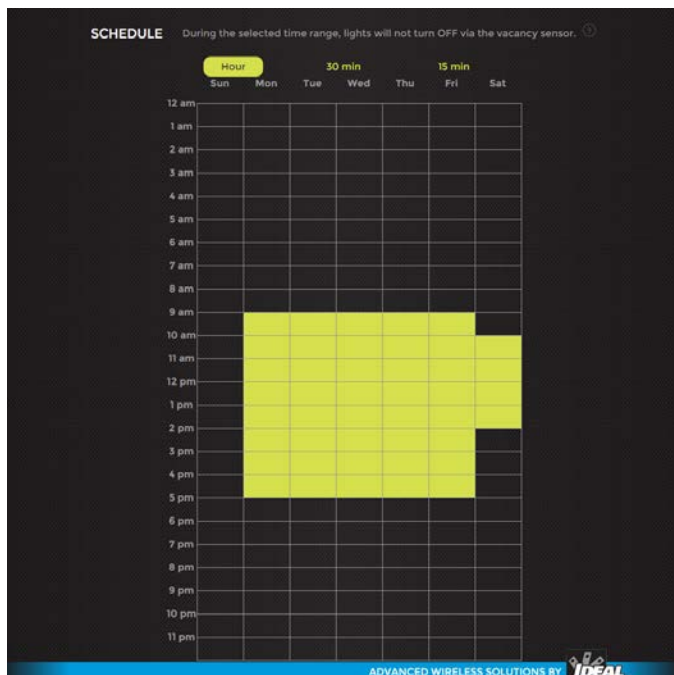 SCHEDULE During the selected time range, lights will not turn OFF via the vacancy sensor. ?
Hour 30 min 15 min
Sun Mon Tue Wed Thu Fri Sat
12 am
1 am
2 am
3 am
4 am
5 am
6 am
7 am
8 am
9 am
10 am
11 am
12 pm
1 pm
2 pm
3 pm
4 pm
5 pm
6 pm
7 pm
8 pm
9 pm
10 pm
11 pm
ADVANCED WIRELESS SOLUTIONS BY IDEAL